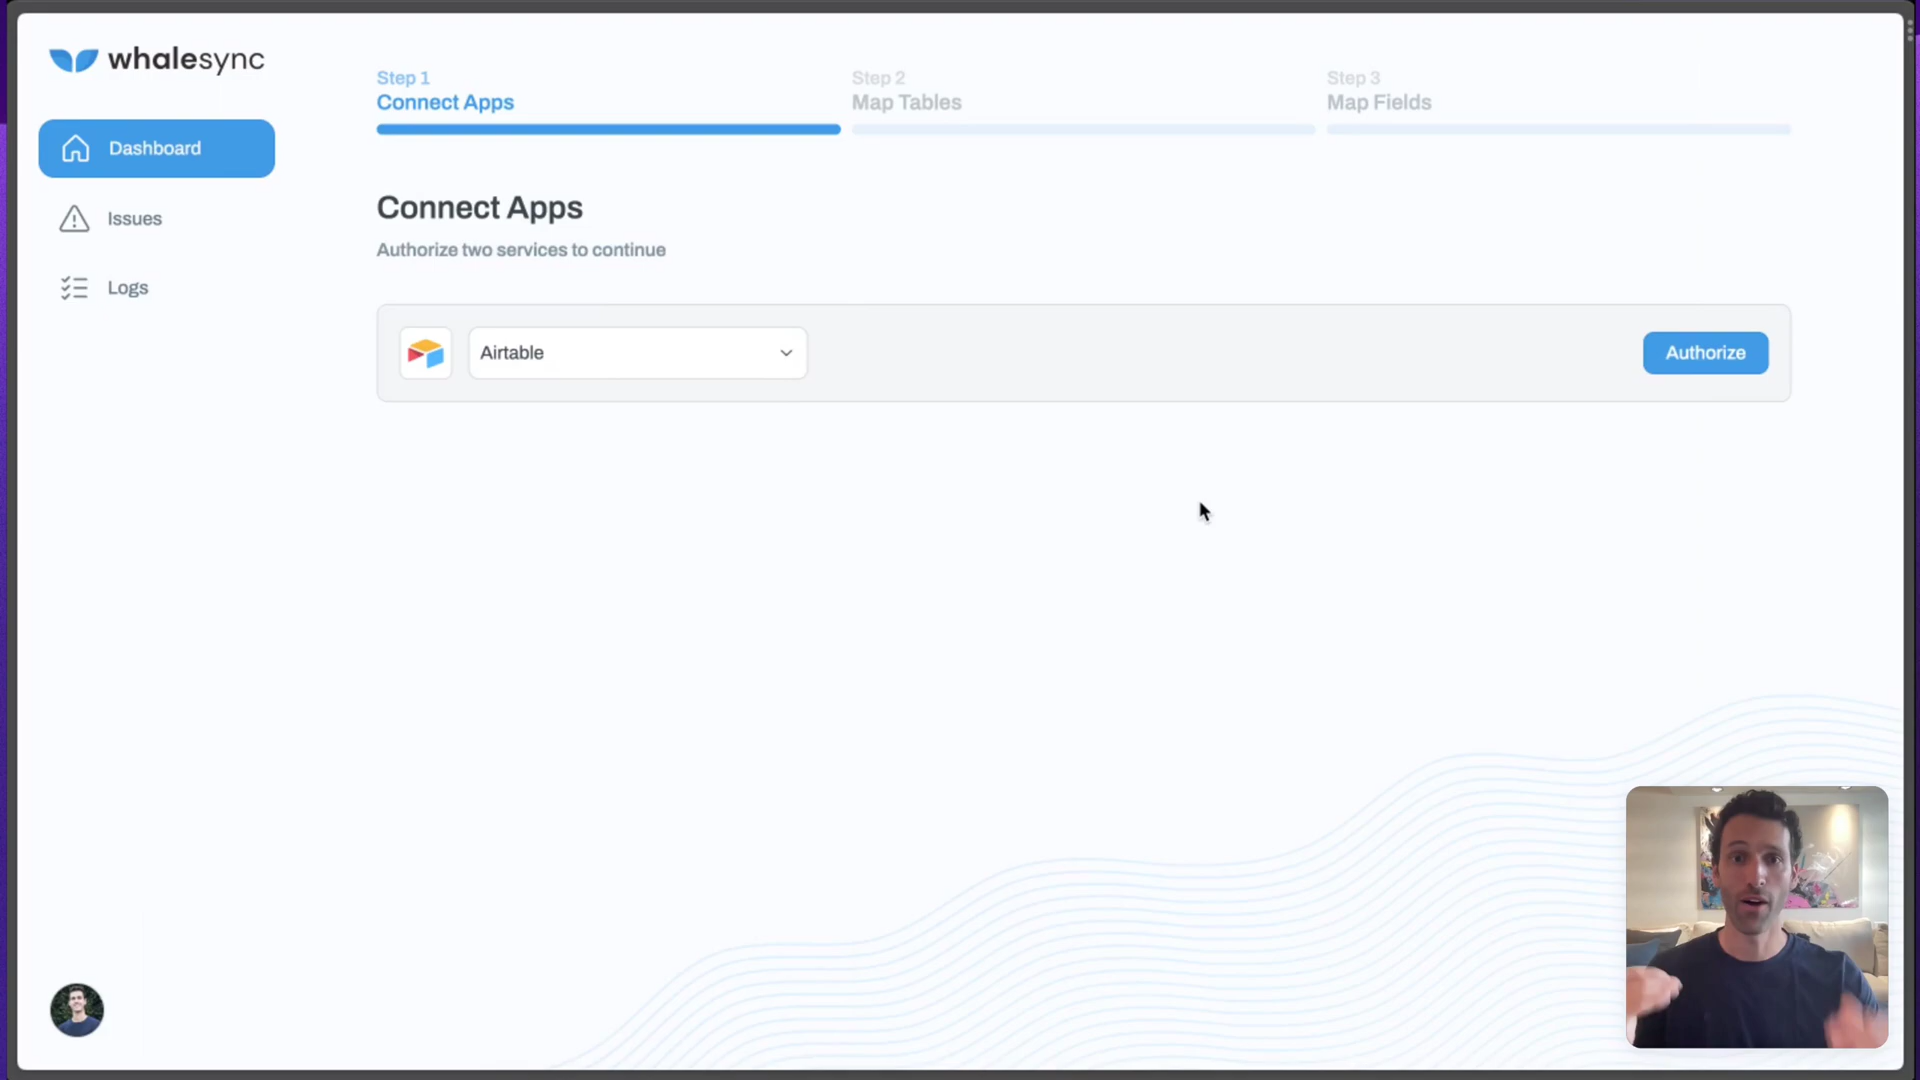 whalesync
Dashboard
Issues
Logs
Step 1
Connect Apps
Step 2
Map Tables
Step 3
Map Fields
Connect Apps
Authorize two services to continue
Airtable
Authorize